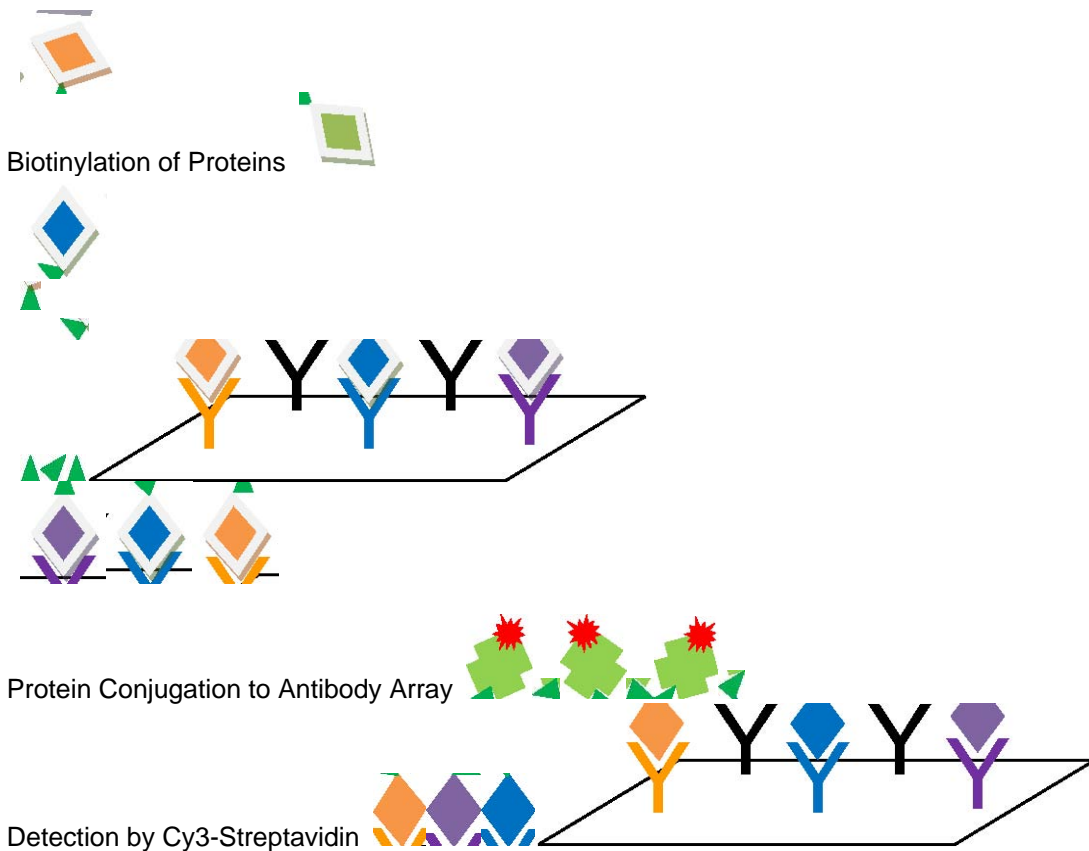 Biotinylation of Proteins
Protein Conjugation to Antibody Array
Detection by Cy3-Streptavidin